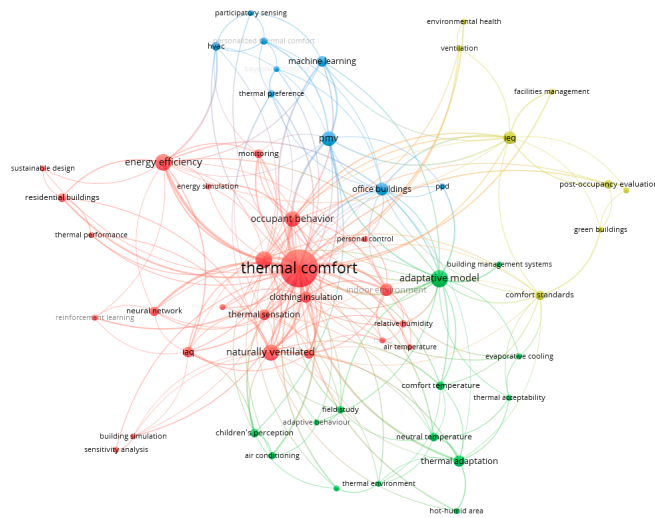 participatory sensing
environmental health
personalized thermal comfort
hvac
ventilation
machine learning
thermal preference
facilities management
pmv
ieq
monitoring
energy efficiency
sustainable design
energy simulation
office buildings
ppd
post-occupancy evaluation
residential buildings
occupant behavior
green buildings
thermal performance
personal control
building management systems
thermal comfort
adaptative model
indoor environment
clothing insulation
comfort standards
neural network
thermal sensation
reinforcement learning
relative humidity
air temperature
iaq
naturally ventilated
evaporative cooling
comfort temperature
thermal acceptability
field study
adaptive behaviour
children's perception
building simulation
neutral temperature
sensitivity analysis
air conditioning
thermal adaptation
thermal environment
hot-humid area